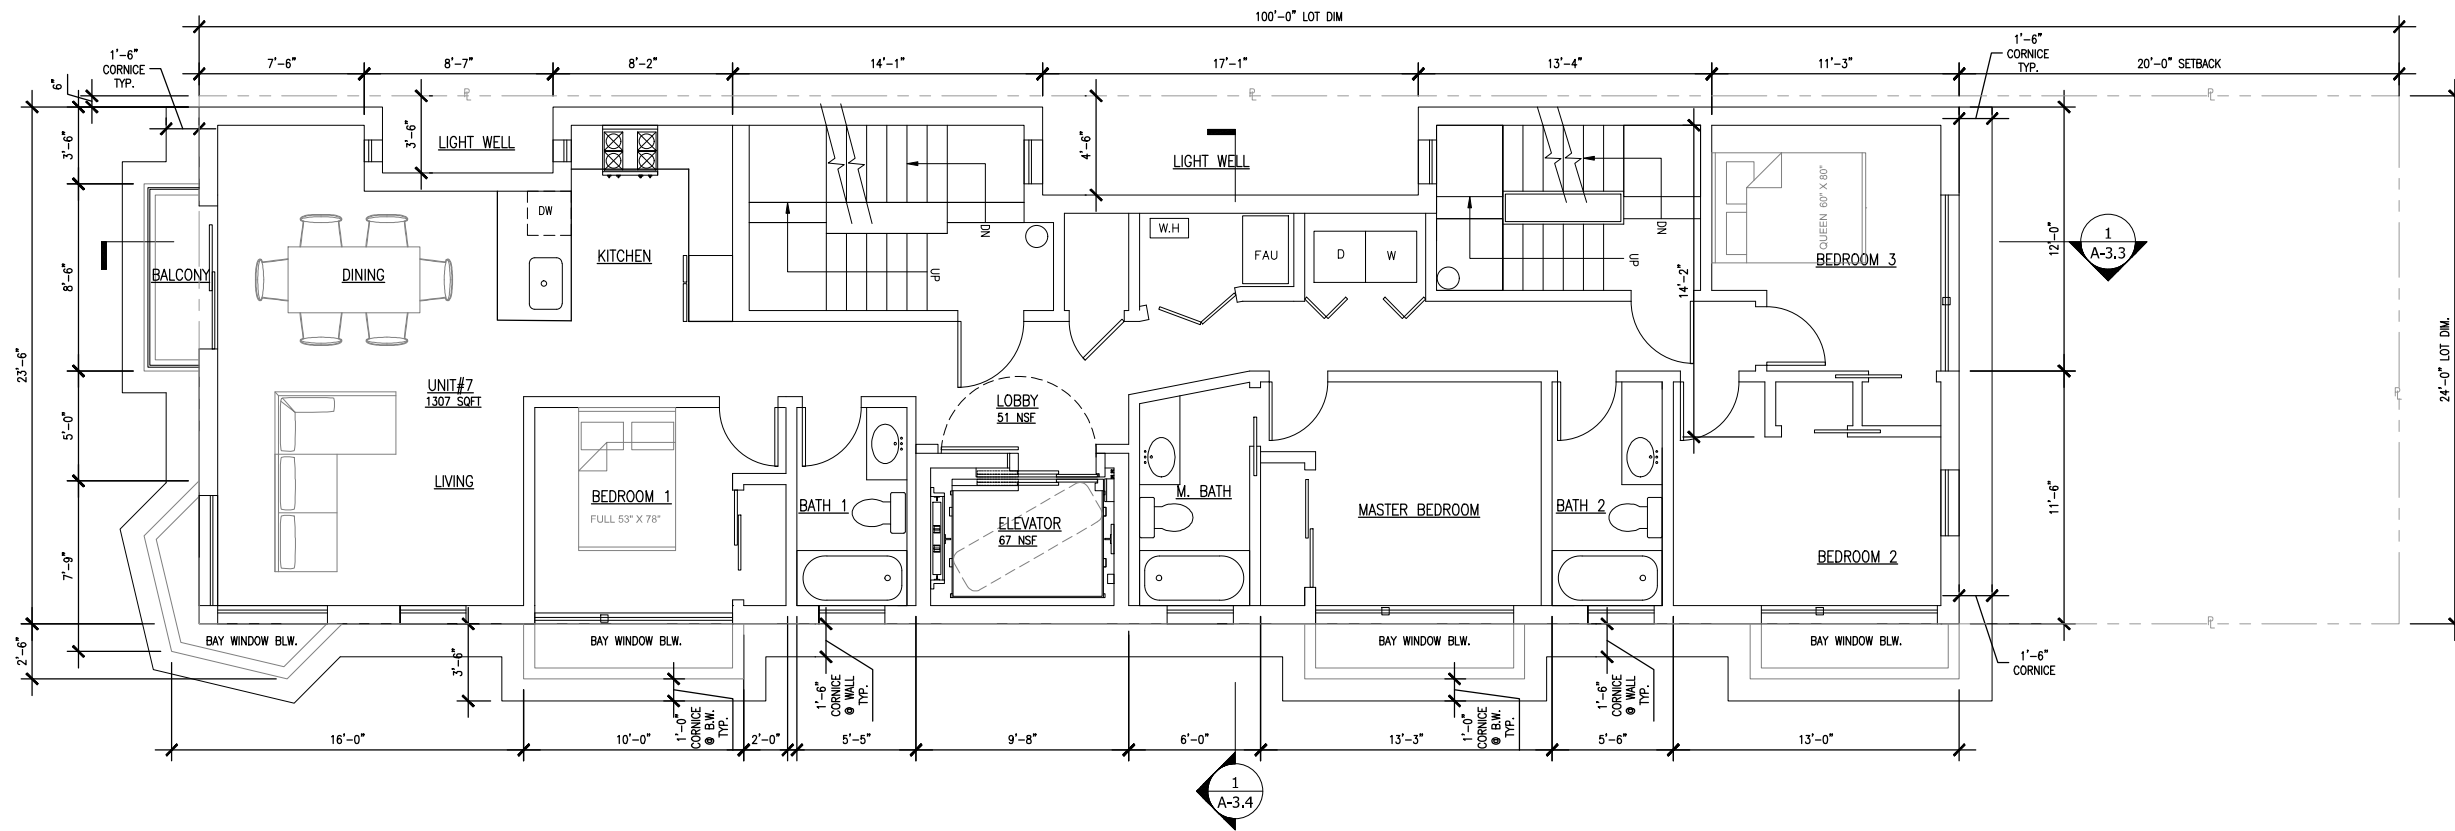 100'-0" LOT DIM
1'-6"
CORNICE
TYP.
7'-6"
8'-7"
8'-2"
14'-1"
17'-1"
13'-4"
11'-3"
1'-6"
CORNICE
TYP.
20'-0" SETBACK
6"
3'-6"
8'-6"
5'-0"
7'-9"
23'-6"
2'-6"
3'-6"
LIGHT WELL
4'-6"
LIGHT WELL
DW
KITCHEN
BALCONY
DINING
DN
UP
W.H
FAU
D
W
DN
UP
14'-2"
QUEEN 60" X 80"
BEDROOM 3
12'-0"
1
A-3.3
24'-0" LOT DIM.
UNIT#7
1307 SQFT
LOBBY
51 NSF
LIVING
BEDROOM 1
FULL 53" X 78"
BATH 1
ELEVATOR
67 NSF
M. BATH
MASTER BEDROOM
BATH 2
BEDROOM 2
11'-6"
BAY WINDOW BLW.
BAY WINDOW BLW.
BAY WINDOW BLW.
BAY WINDOW BLW.
3'-6"
1'-0"
CORNICE
@ B.W.
TYP.
1'-6"
CORNICE
@ WALL
TYP.
1'-0"
CORNICE
@ B.W.
TYP.
1'-6"
CORNICE
@ WALL
TYP.
1'-6"
CORNICE
16'-0"
10'-0"
2'-0"
5'-5"
9'-8"
6'-0"
13'-3"
5'-6"
13'-0"
1
A-3.4